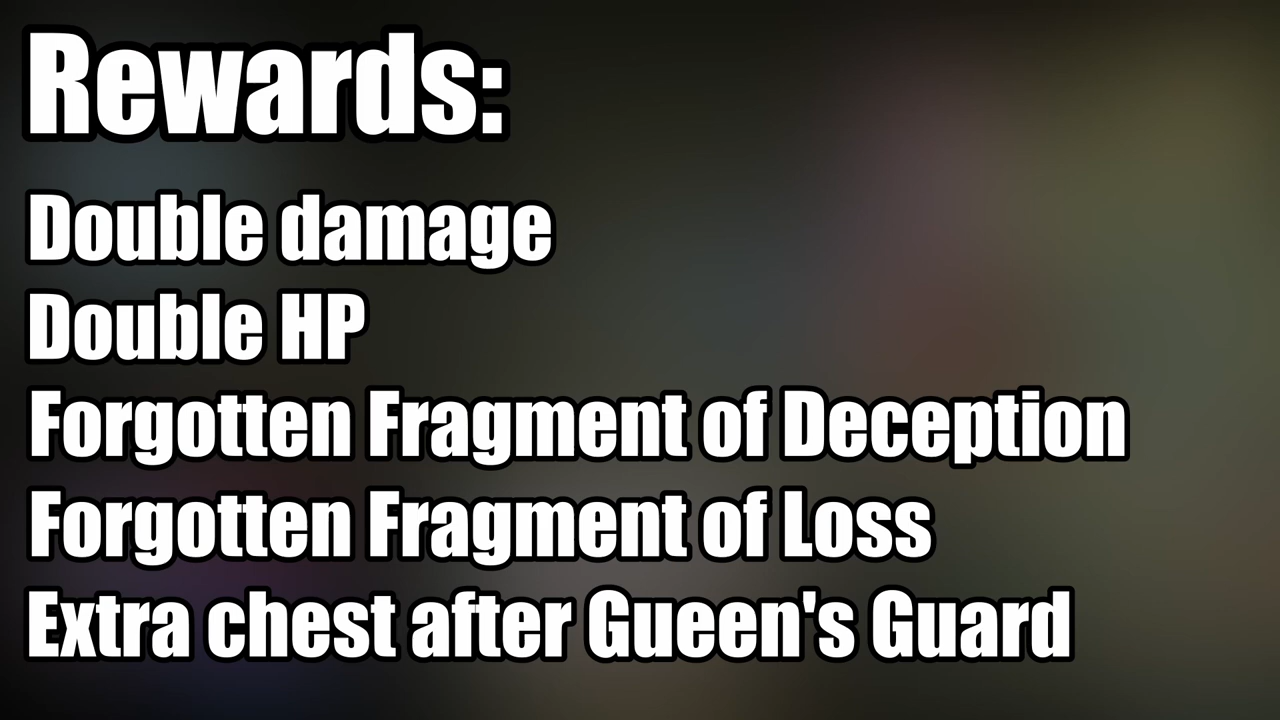 Rewards:
Double damage
Double HP
Forgotten Fragment of Deception
Forgotten Fragment of Loss
Extra chest after Gueen's Guard